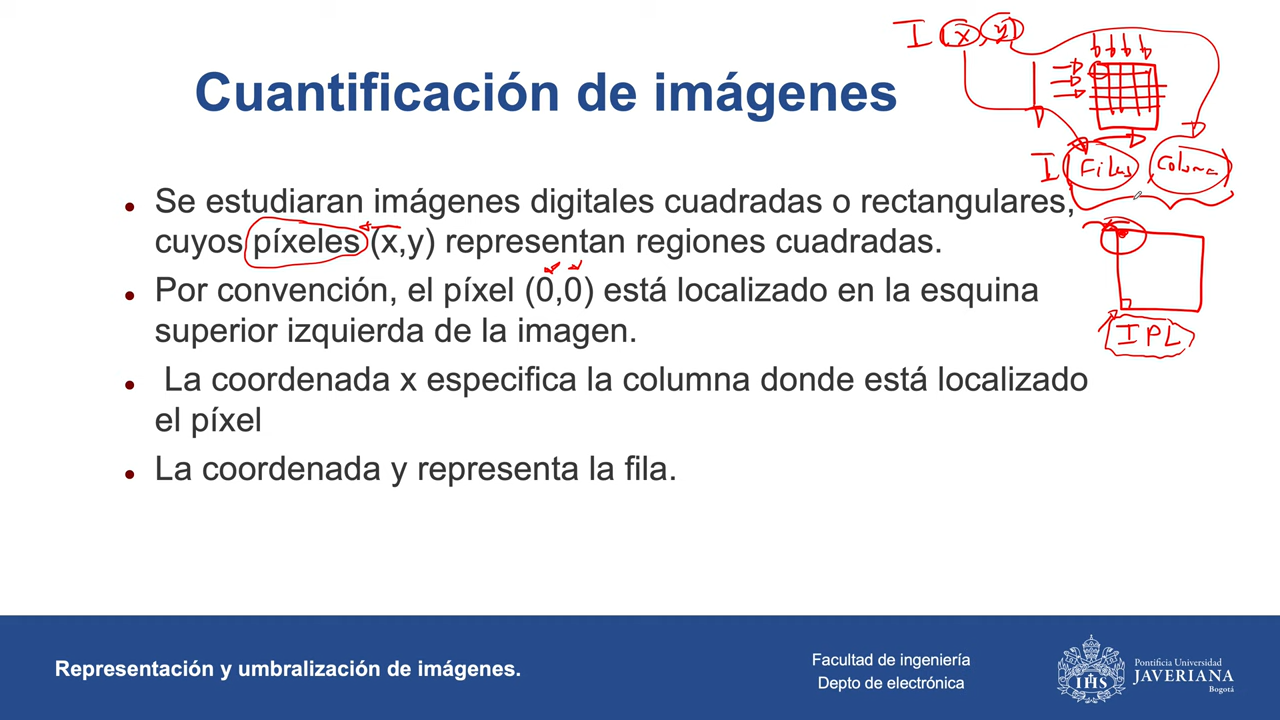 I (x, y)
Cuantificación de imágenes
I Filas Columna
Se estudiaran imágenes digitales cuadradas o rectangulares,
cuyos píxeles (x,y) representan regiones cuadradas.
Por convención, el píxel (0,0) está localizado en la esquina
superior izquierda de la imagen.
IPL
La coordenada x especifica la columna donde está localizado
el píxel
La coordenada y representa la fila.
Representación y umbralización de imágenes.
Facultad de ingeniería
Depto de electrónica
IHS
Pontificia Universidad
JAVERIANA
Bogotá